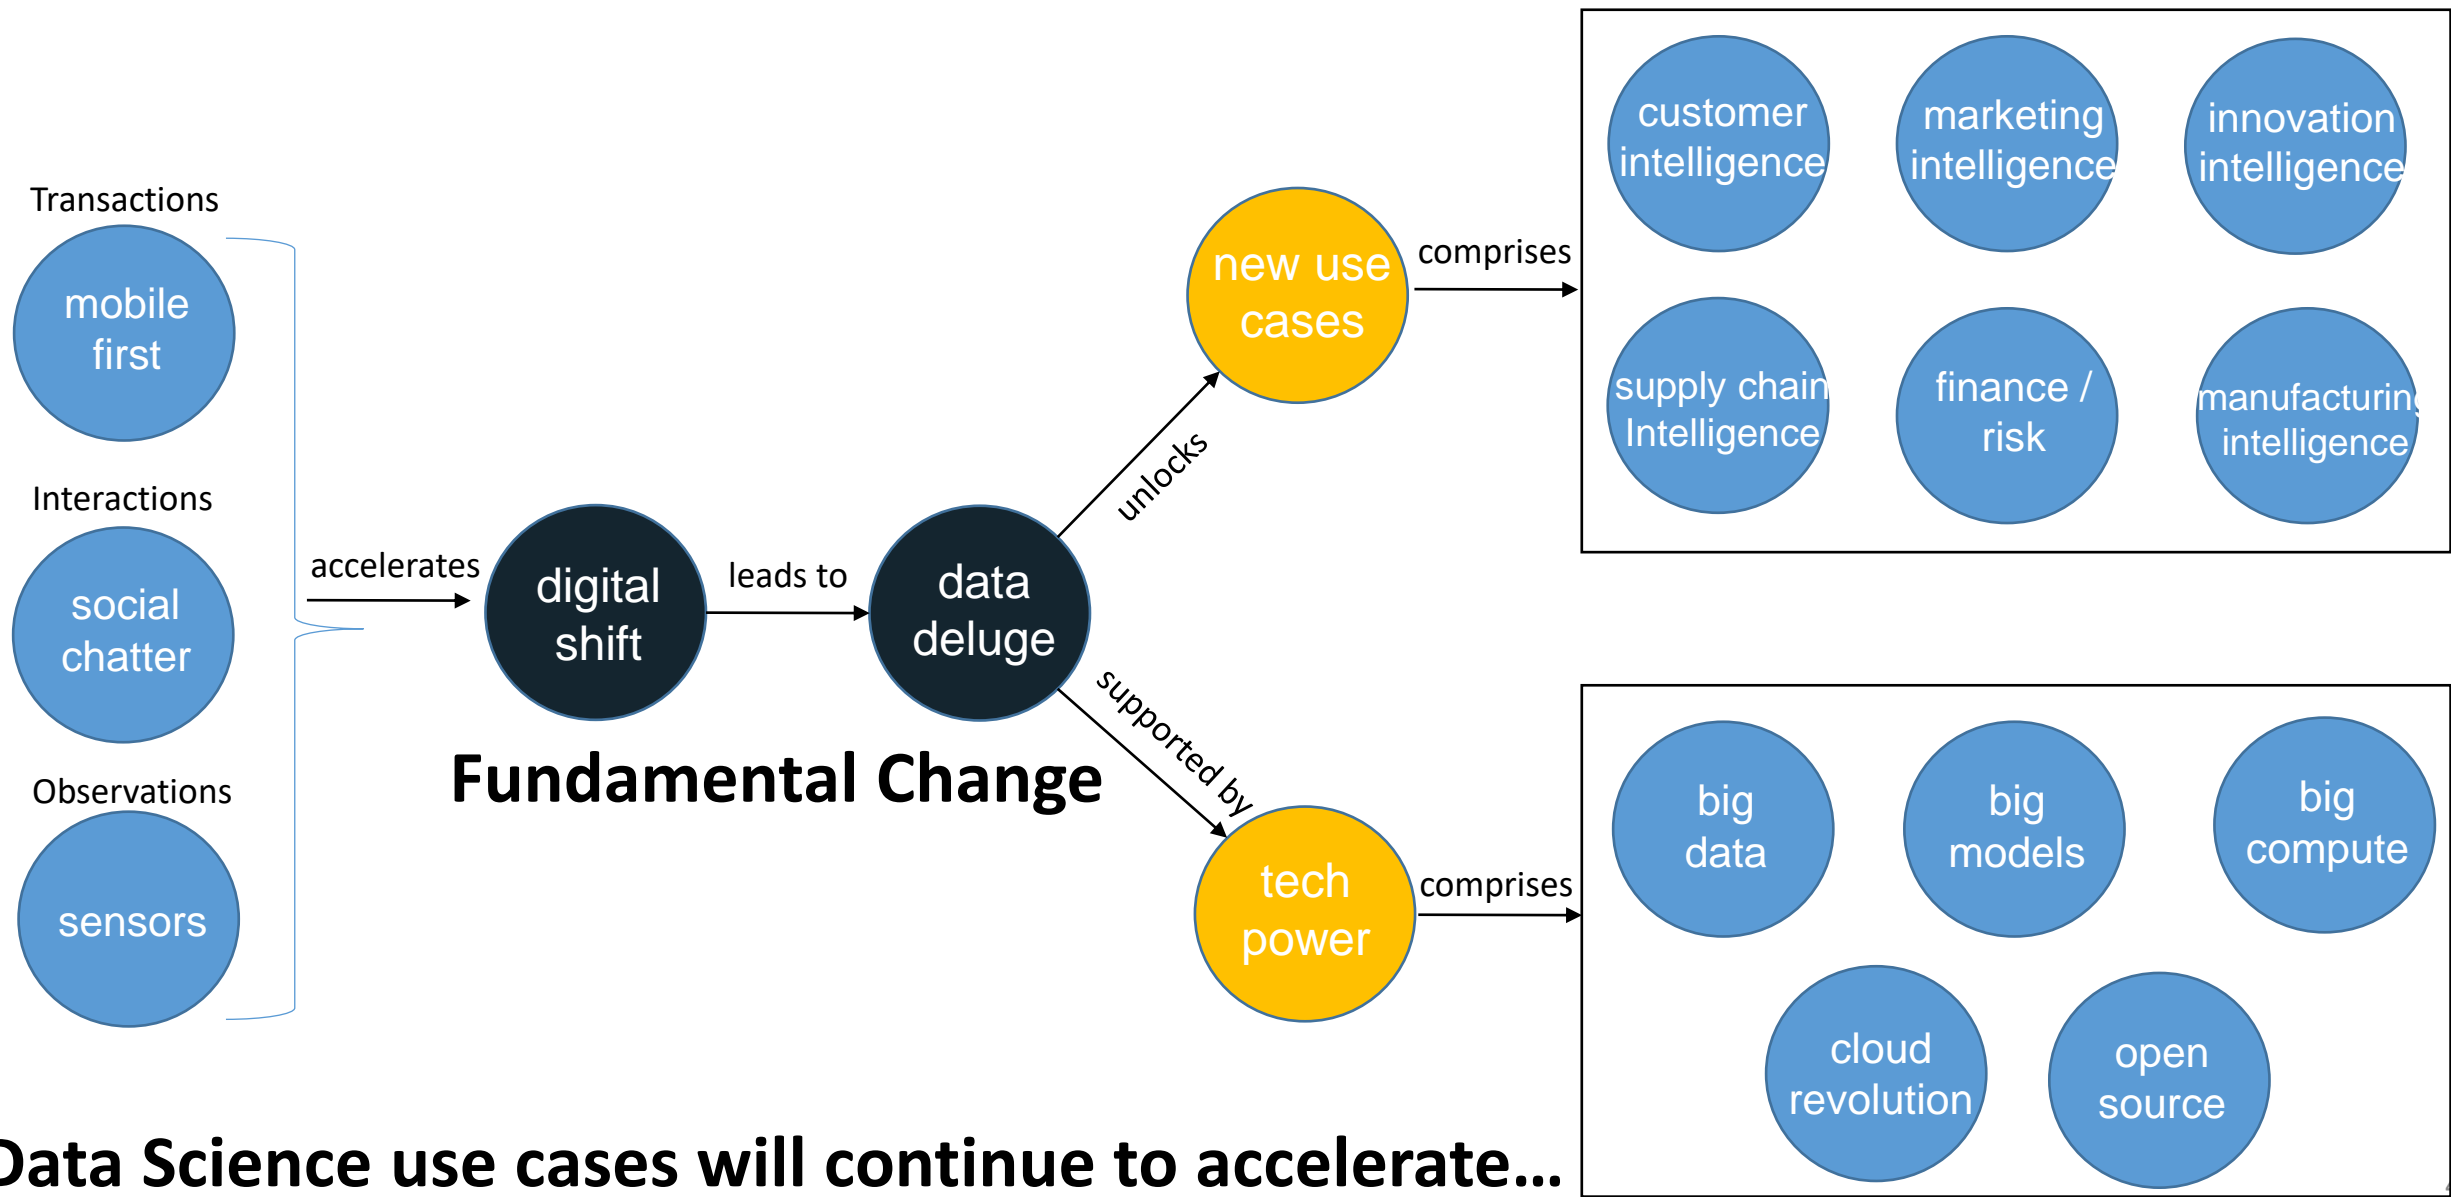 Transactions
mobile
first
Interactions
social
chatter
Observations
sensors
accelerates
digital
shift
leads to
data
deluge
Fundamental Change
unlocks
new use
cases
comprises
customer
intelligence
marketing
intelligence
innovation
intelligence
supply chain
Intelligence
finance /
risk
manufacturing
intelligence
supported by
tech
power
comprises
big
data
big
models
big
compute
cloud
revolution
open
source
Data Science use cases will continue to accelerate…